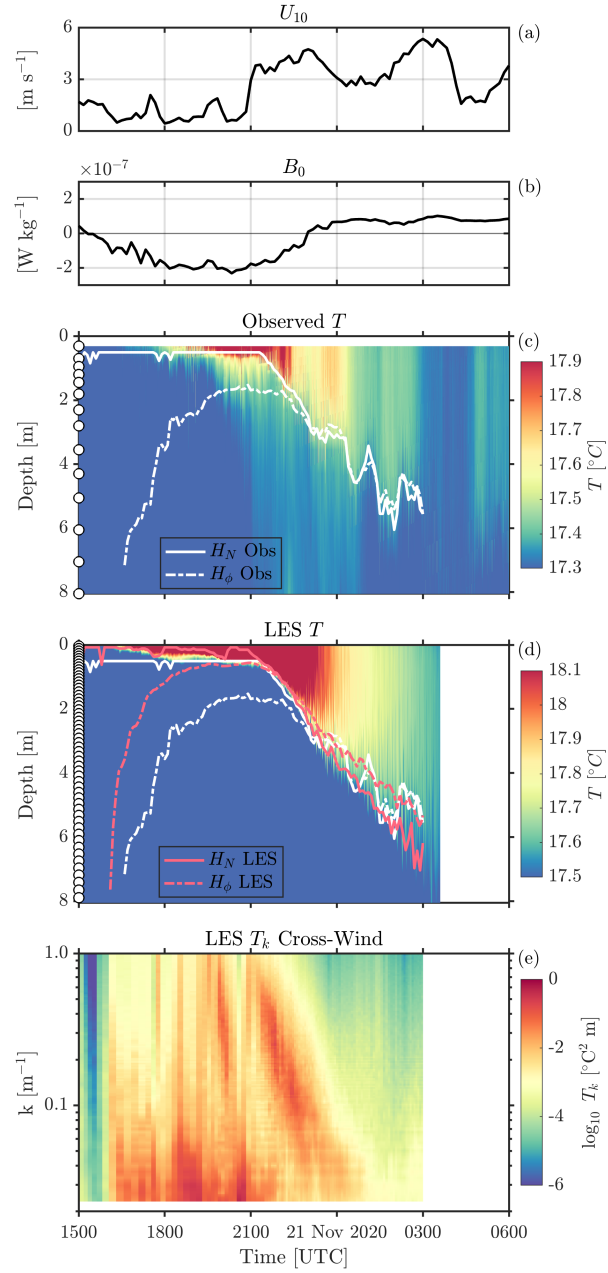 U10
(a)
6
3
0
[m s−1]
×10−7
B0
(b)
2
0
-2
[W kg−1]
Observed T
(c)
0
2
4
6
8
Depth [m]
HN Obs
Hϕ Obs
17.9
17.8
17.7
17.6
17.5
17.4
17.3
T [°C]
LES T
(d)
0
2
4
6
8
Depth [m]
HN LES
Hϕ LES
18.1
18
17.9
17.8
17.7
17.6
17.5
T [°C]
LES Tk Cross-Wind
(e)
1.0
0.1
k [m−1]
0
-2
-4
-6
log10 Tk [°C2 m]
1500 1800 2100 21 Nov 2020 0300 0600
Time [UTC]